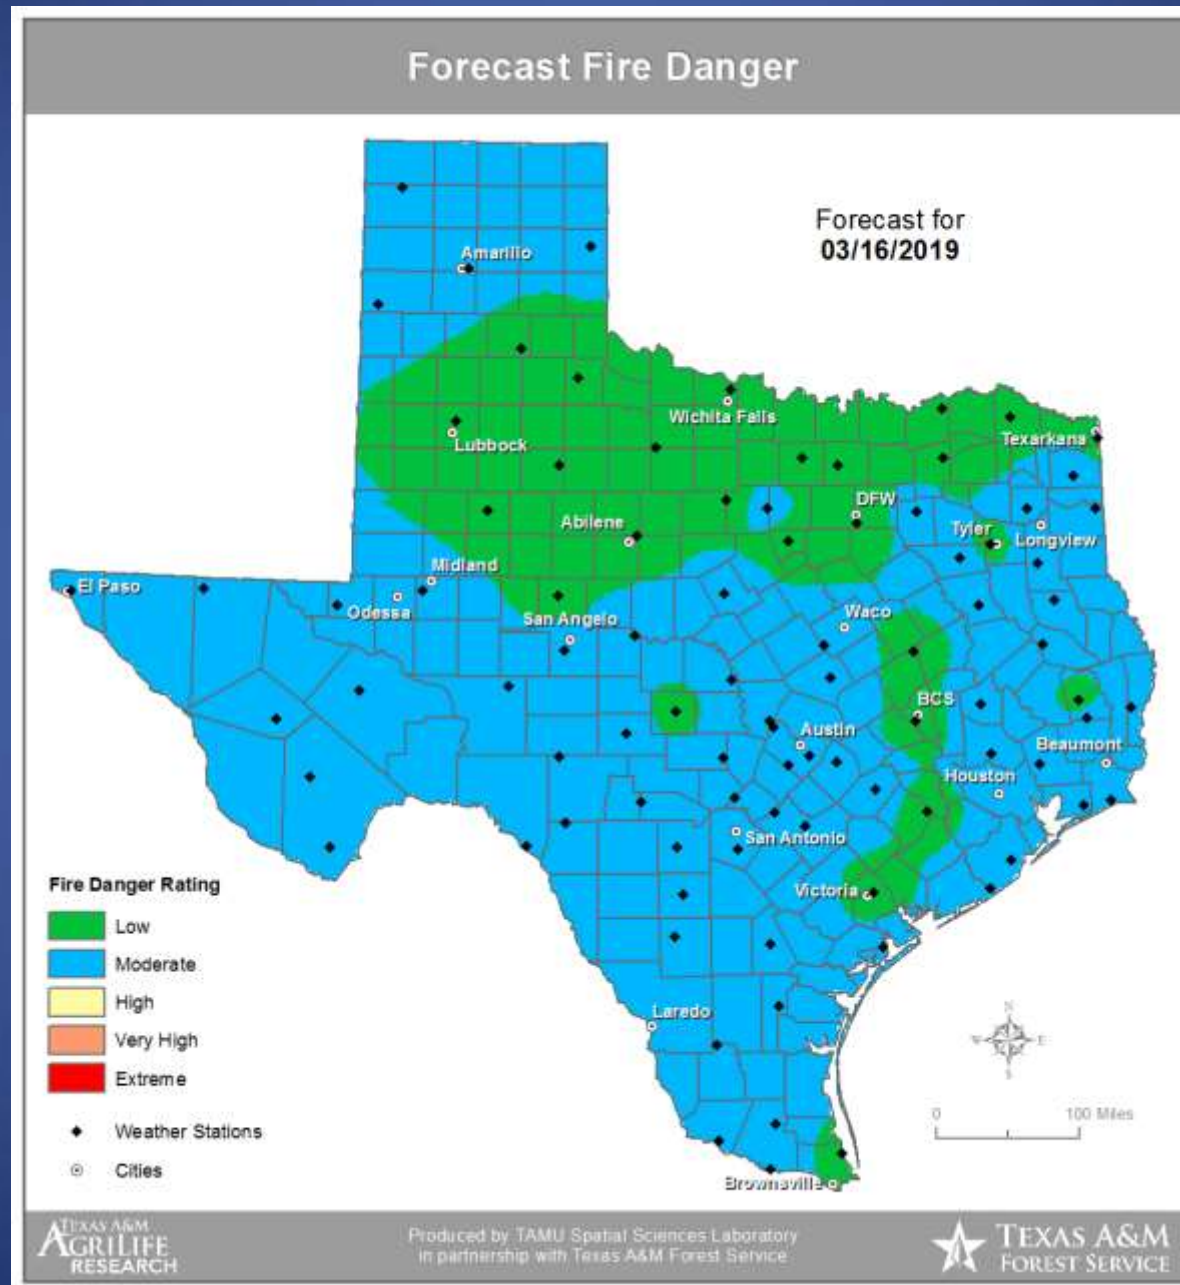 Forecast Fire Danger
Forecast for
03/16/2019
Amarillo
Wichita Falls
Lubbock
Texarkana
DFW
Abilene
Tyler
Longview
Midland
El Paso
Odessa
San Angelo
Waco
BCS
Austin
Beaumont
Houston
San Antonio
Victoria
Fire Danger Rating
Low
Moderate
High
Very High
Extreme
Laredo
N
W E
S
0 100 Miles
Weather Stations
Cities
Brownsville
TEXAS A&M
AGRILIFE
RESEARCH
Produced by TAMU Spatial Sciences Laboratory
in partnership with Texas A&M Forest Service
TEXAS A&M
FOREST SERVICE